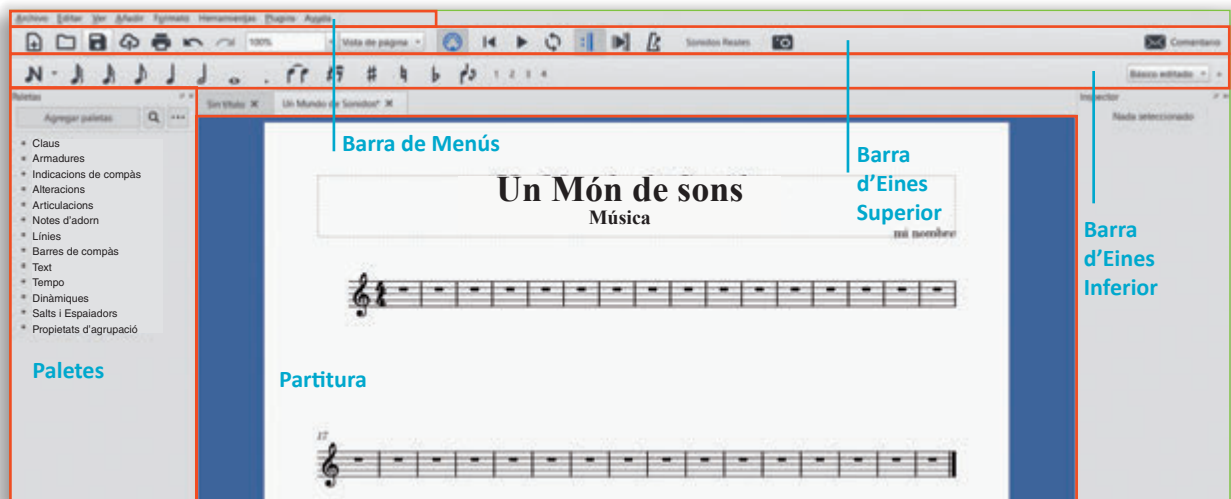 Archivo Editar Ver Añadir Formato Herramientas Plugins Ayuda
100% Vista de página Sonidos Reales Comentario
N 1 2 3 4 Básico editado
Paletas Sin título Un Mundo de Sonidos* Inspector
Agregar paletas Nada seleccionado
Claus
Armadures
Indicacions de compàs
Alteracions
Articulacions
Notes d'adorn
Línies
Barres de compàs
Text
Tempo
Dinàmiques
Salts i Espaiadors
Propietats d'agrupació
Paletes
Barra de Menús
Un Món de sons
Música
mi nombre
Barra
d'Eines
Superior
Barra
d'Eines
Inferior
Partitura
17